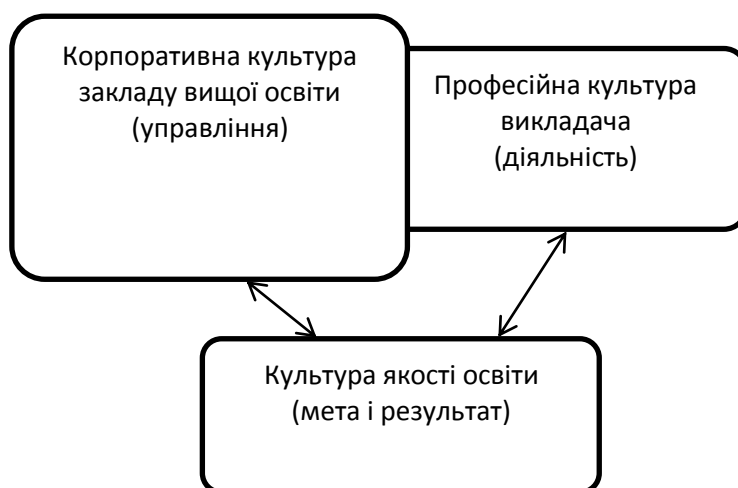 Корпоративна культура
закладу вищої освіти
(управління)
Професійна культура
викладача
(діяльність)
Культура якості освіти
(мета і результат)